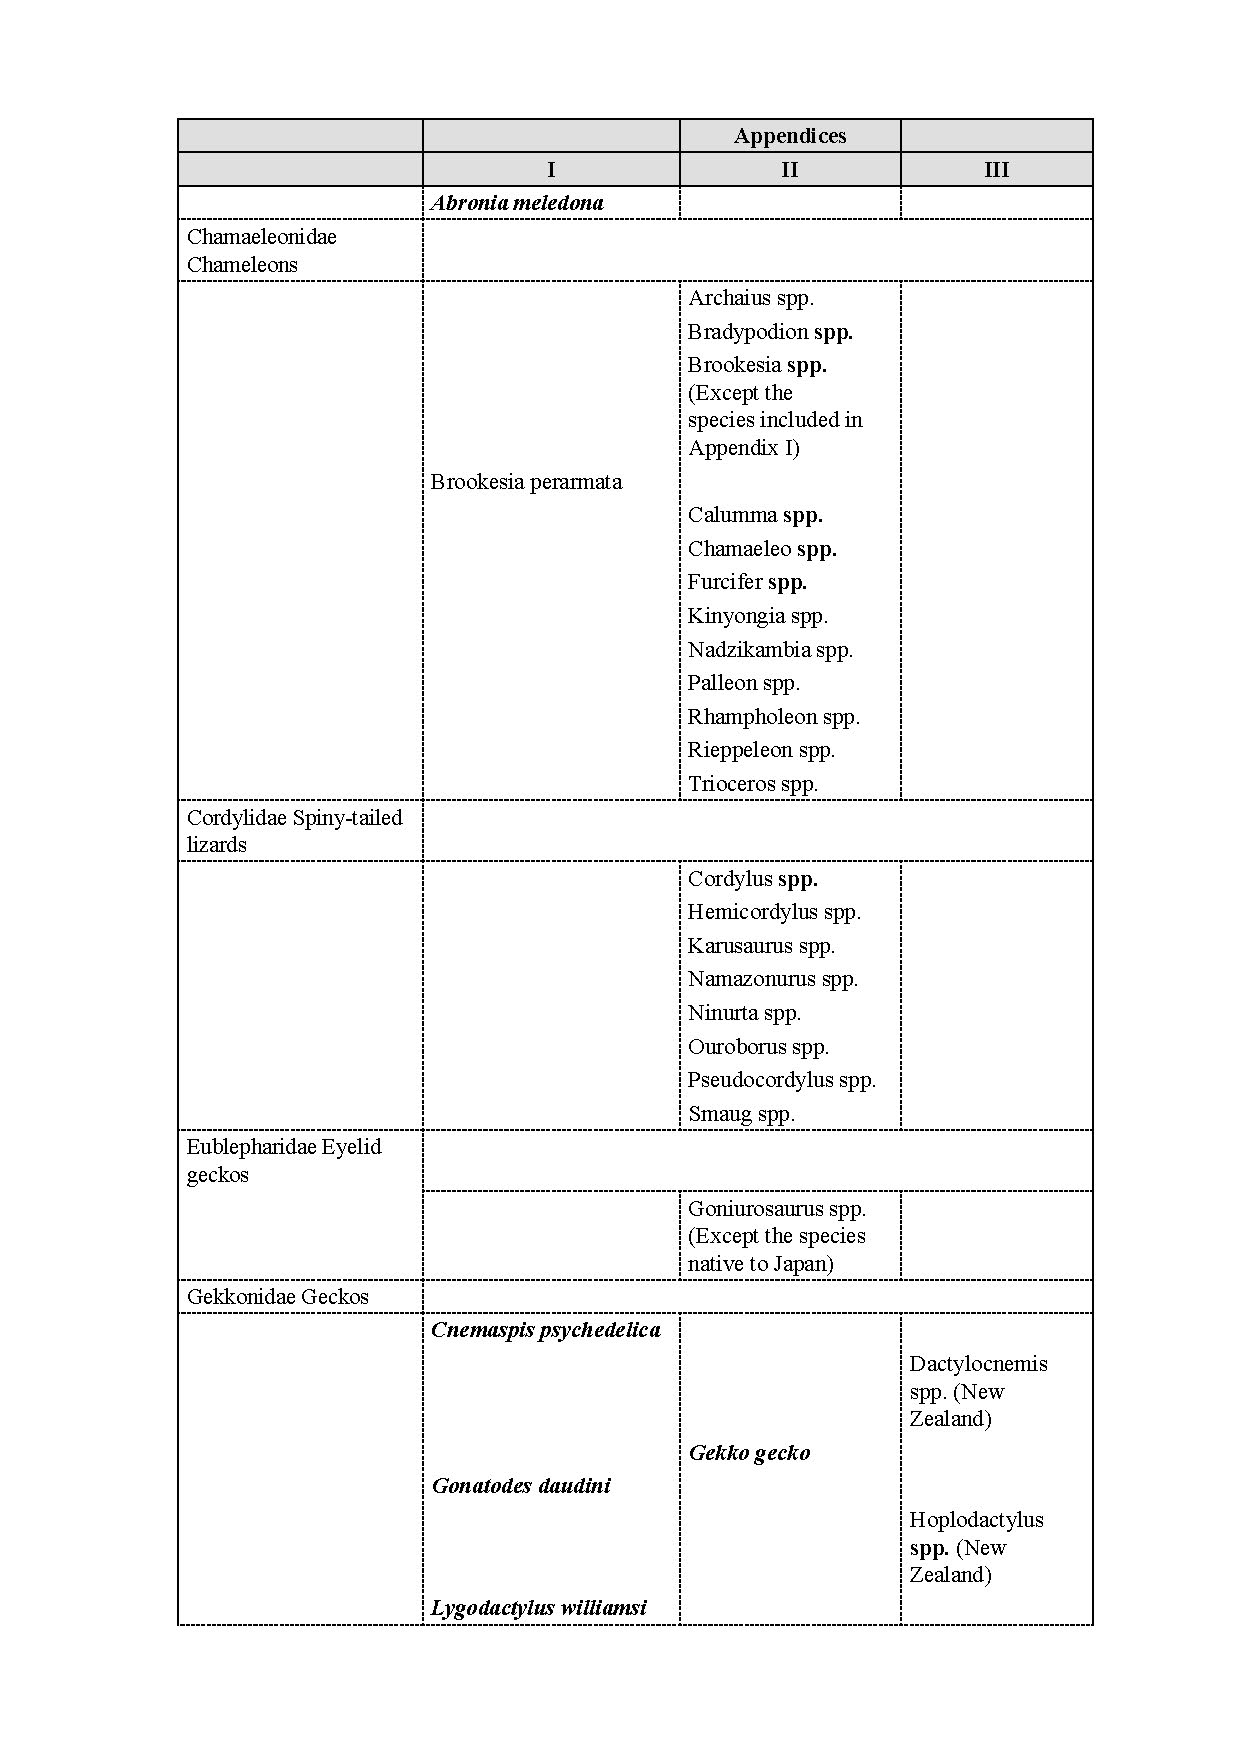 Appendices
I II III
Abronia meledona
Chamaeleonidae
Chameleons
Archaius spp.
Bradypodion spp.
Brookesia spp.
(Except the
species included in
Appendix I)
Brookesia perarmata
Calumma spp.
Chamaeleo spp.
Furcifer spp.
Kinyongia spp.
Nadzikambia spp.
Palleon spp.
Rhampholeon spp.
Rieppeleon spp.
Trioceros spp.
Cordylidae Spiny-tailed
lizards
Cordylus spp.
Hemicordylus spp.
Karusaurus spp.
Namazonurus spp.
Ninurta spp.
Ouroborus spp.
Pseudocordylus spp.
Smaug spp.
Eublepharidae Eyelid
geckos
Goniurosaurus spp.
(Except the species
native to Japan)
Gekkonidae Geckos
Cnemaspis psychedelica
Dactylocnemis
spp. (New
Zealand)
Gekko gecko
Gonatodes daudini
Hoplodactylus
spp. (New
Zealand)
Lygodactylus williamsi